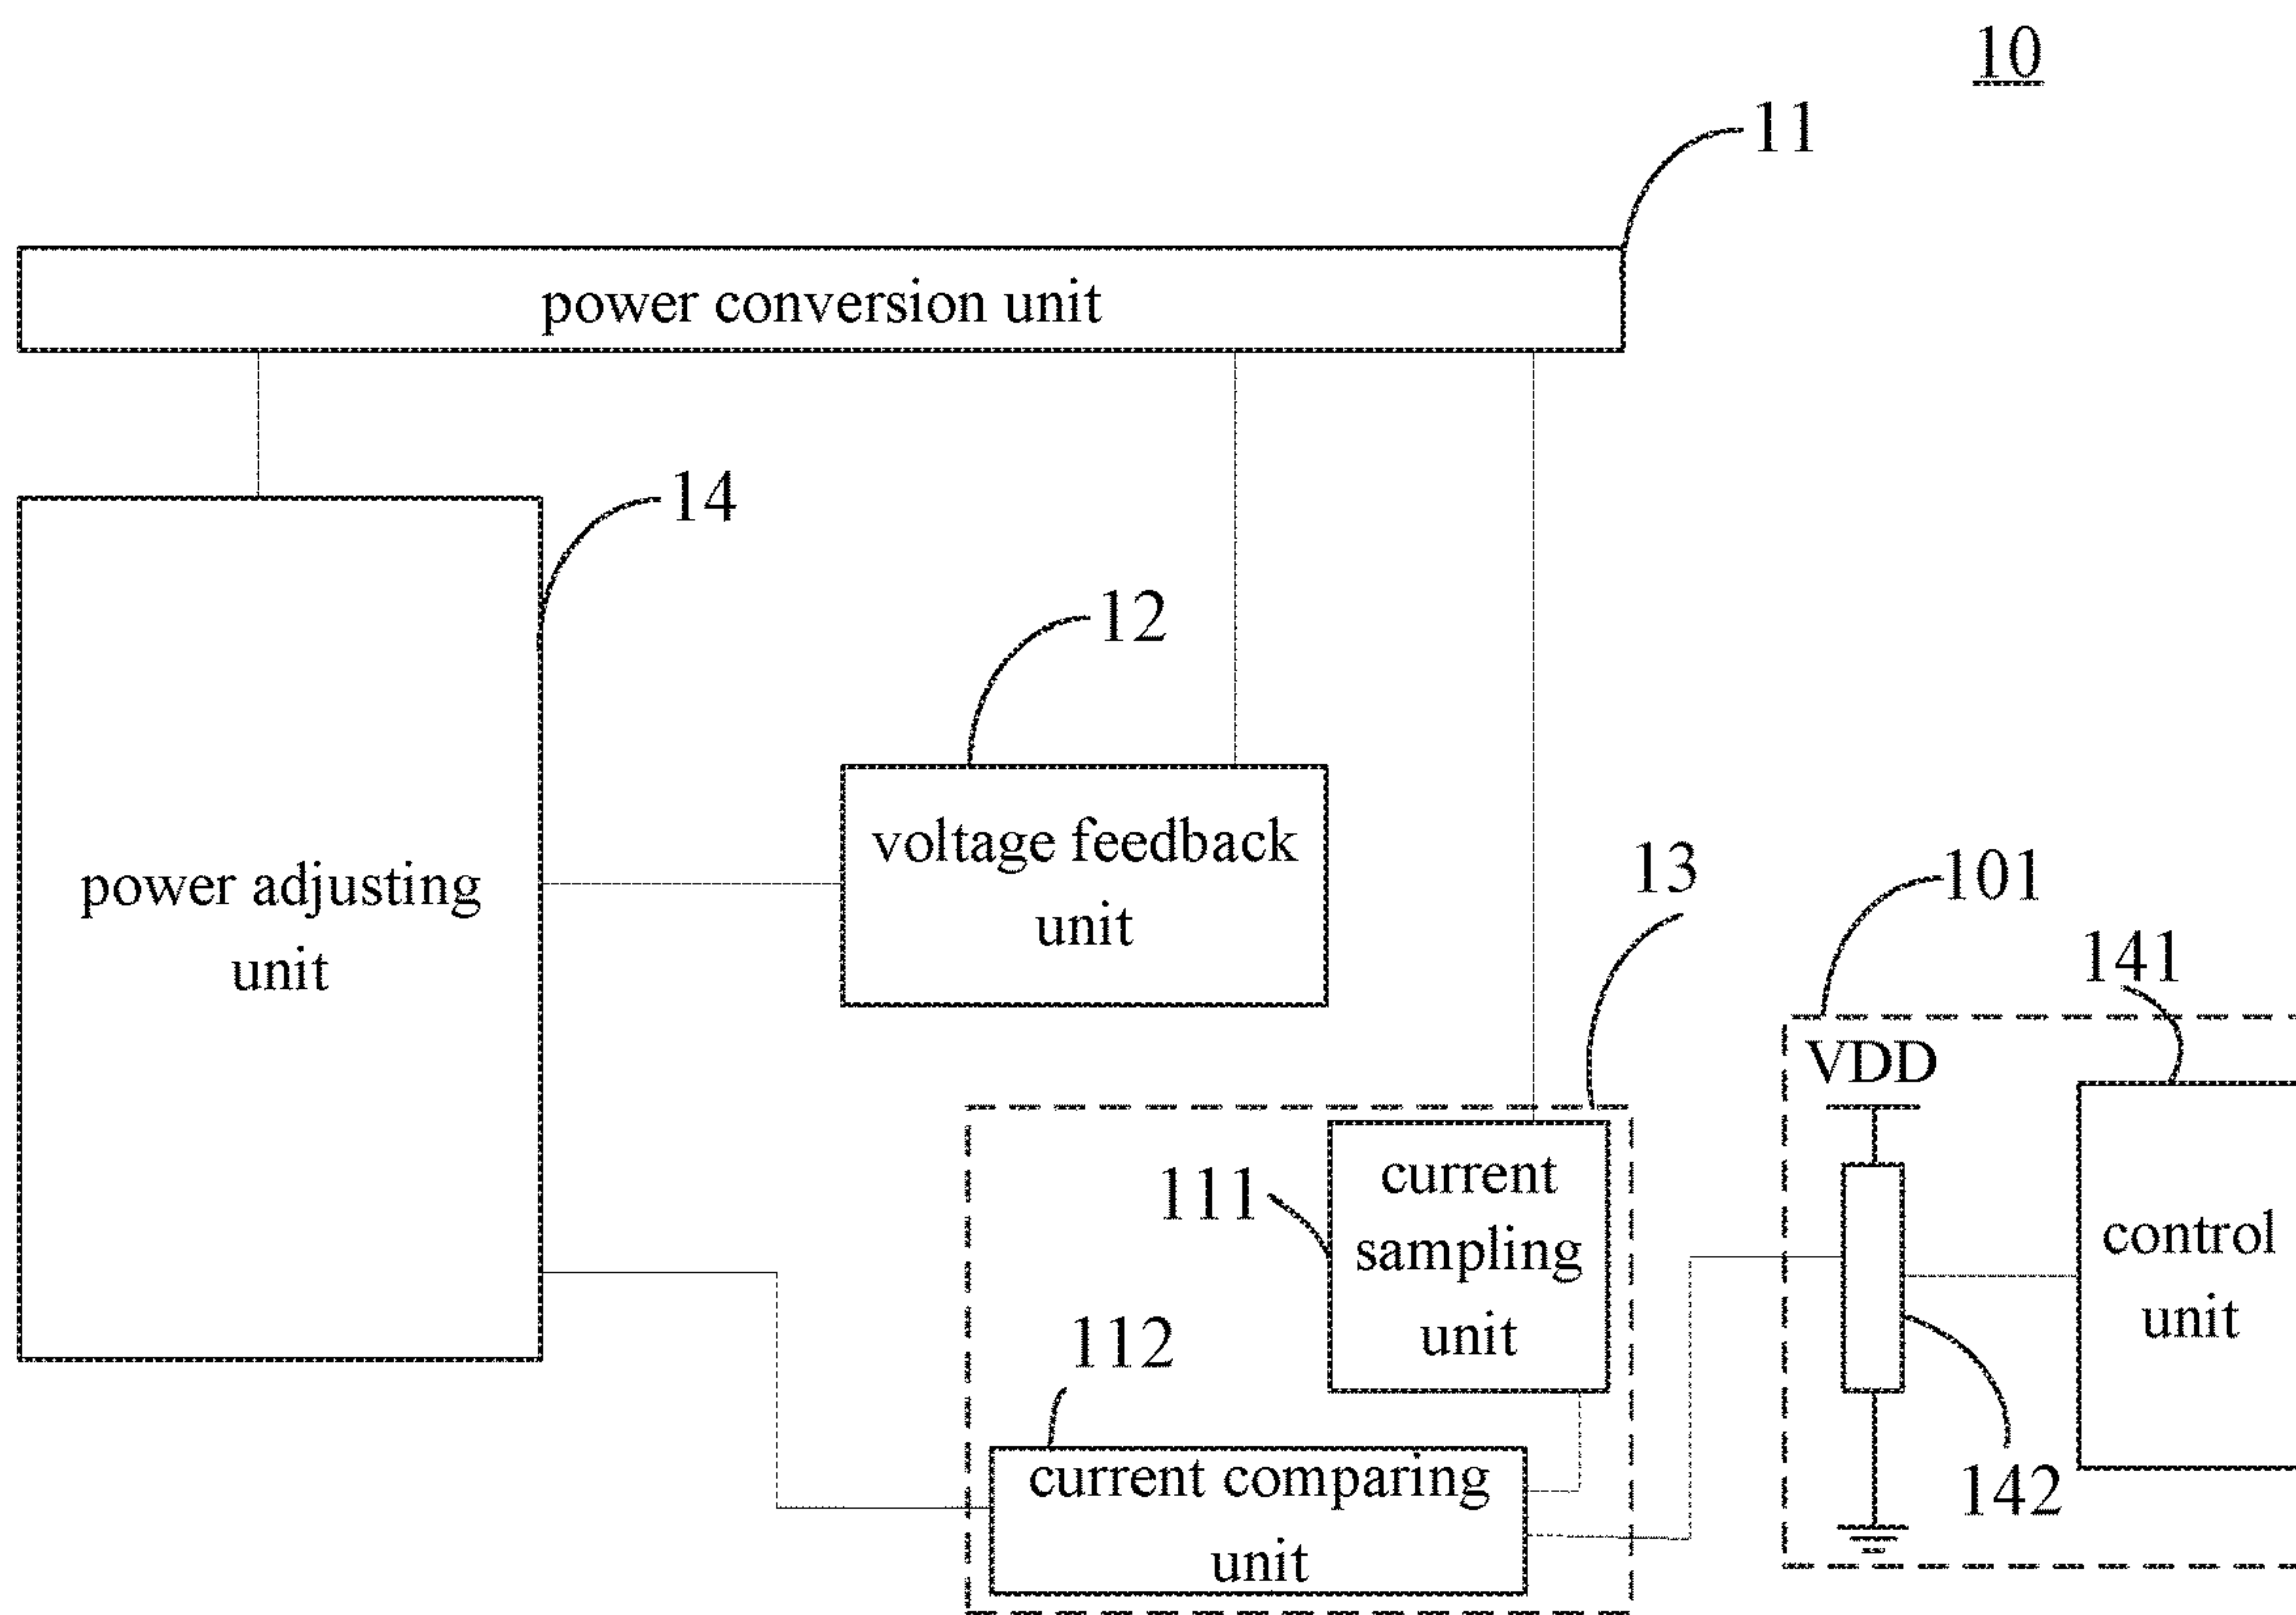 10
11
power conversion unit
14
12
voltage feedback
unit
power adjusting
unit
13
101
141
VDD
111
current
sampling
unit
control
unit
112
current comparing
unit
142